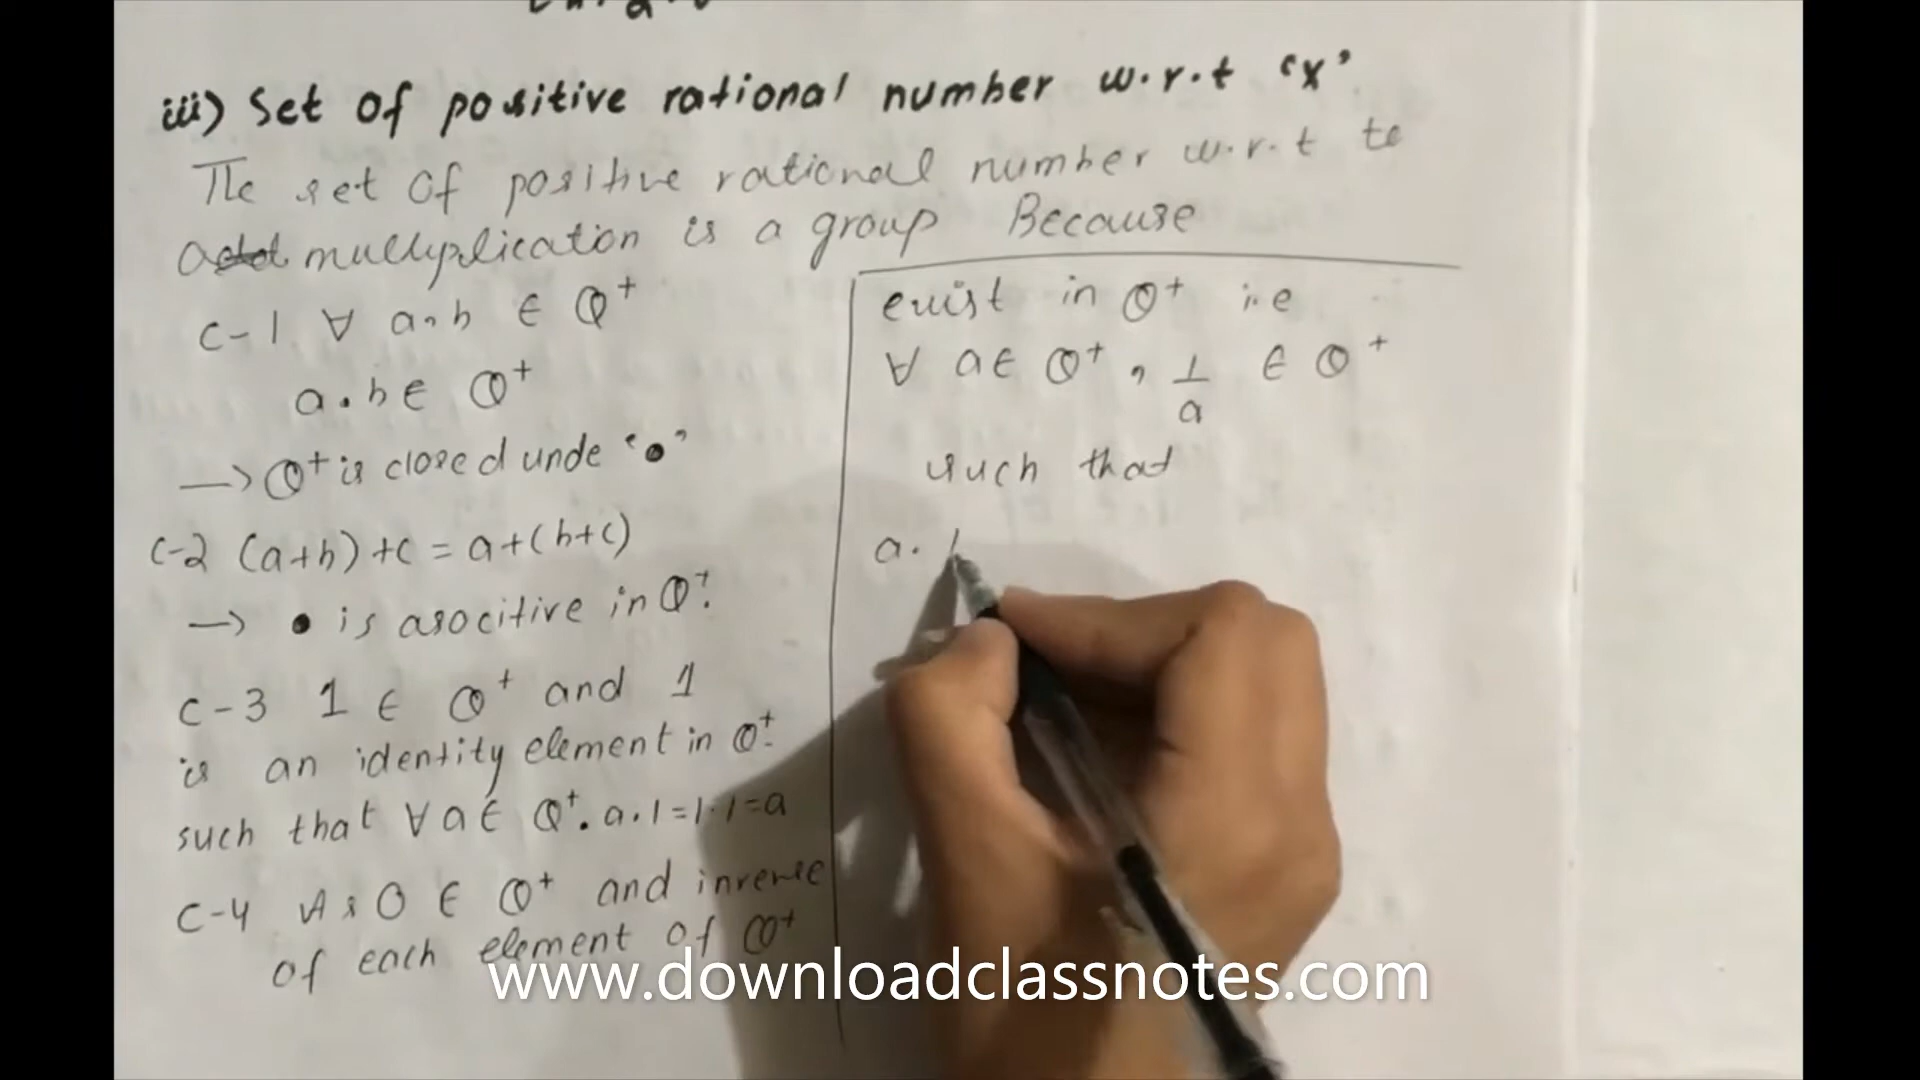 iii) Set of positive rational number w.r.t ‘x’
The set of positive rational number w.r.t to
multiplication is a group Because
c-1 ∀ a,b ∈ Q⁺
a.b ∈ Q⁺
→ Q⁺ is closed unde ‘•’
c-2 (a+b)+c = a+(b+c)
→ • is asocitive in Q⁺.
c-3 1 ∈ Q⁺ and 1
is an identity element in Q⁺
such that ∀ a ∈ Q⁺. a.1=1.1=a
c-4 0 ∈ Q⁺ and inverse
of each element of Q⁺
exist in Q⁺ i.e
∀ a ∈ Q⁺, 1/a ∈ Q⁺
such that
a.
www.downloadclassnotes.com